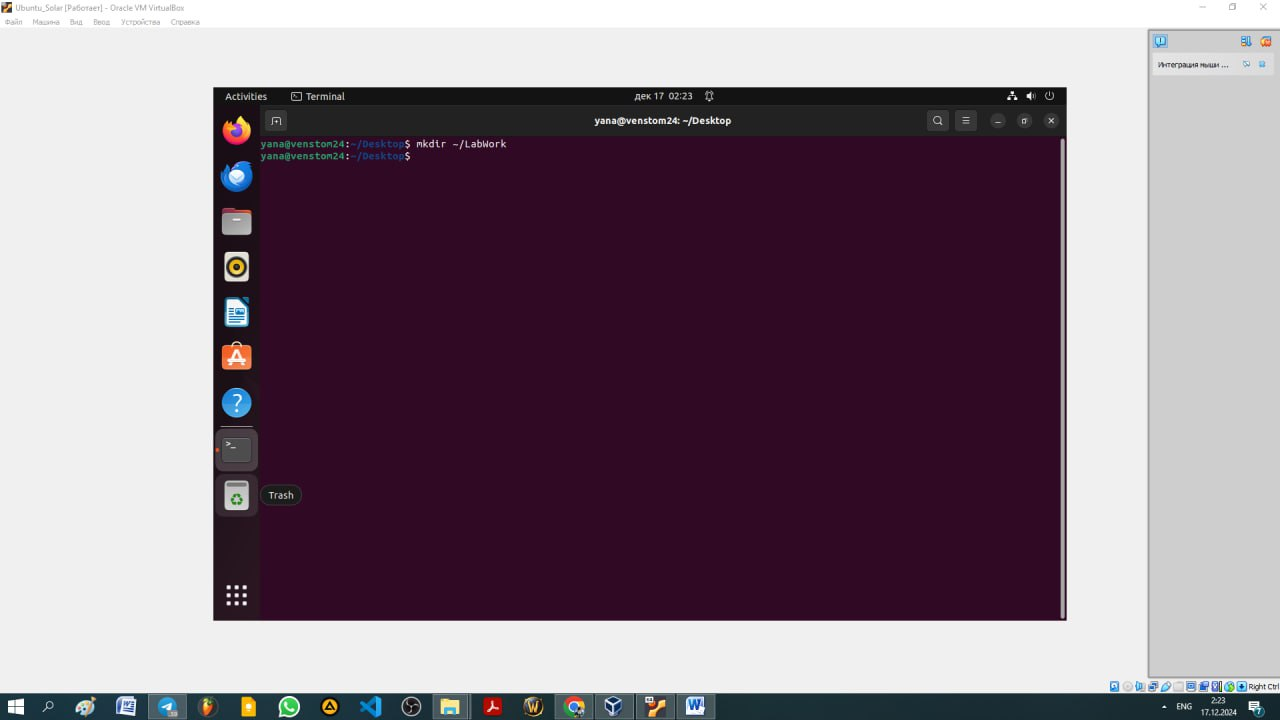 Ubuntu_Solar [Работает] - Oracle VM VirtualBox
Файл Машина Вид Ввод Устройства Справка
Интеграция мыши ...
Activities Terminal дек 17 02:23
yana@venstom24: ~/Desktop
yana@venstom24:~/Desktop$ mkdir ~/LabWork
yana@venstom24:~/Desktop$
Trash
Right Ctrl
ENG 2:23
17.12.2024